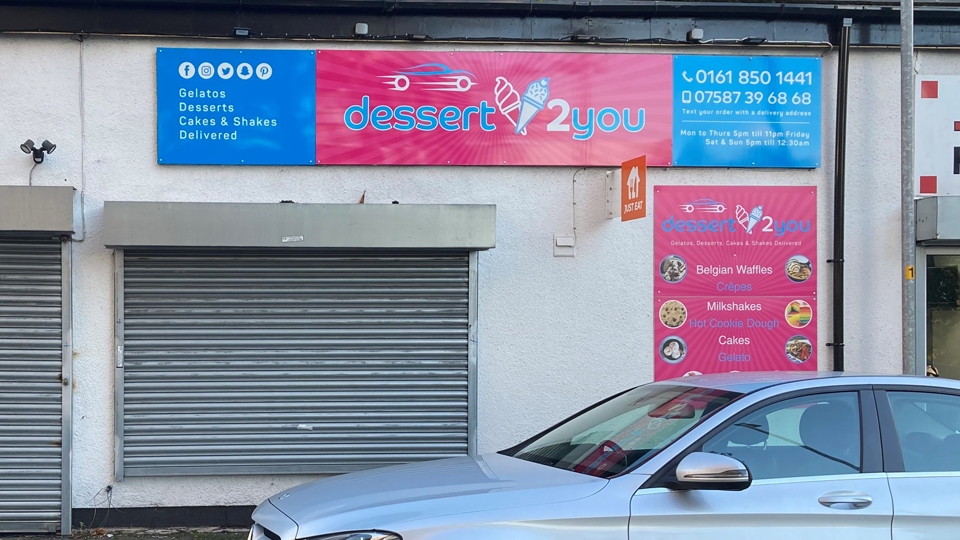 Gelatos
Desserts
Cakes & Shakes
Delivered
dessert 2you
0161 850 1441
07587 39 68 68
Text your order with a delivery address
Mon to Thurs 5pm till 11pm Friday
Sat & Sun 5pm till 12:30am
JUST EAT
dessert 2you
Gelatos, Desserts, Cakes & Shakes Delivered
Belgian Waffles
Crêpes
Milkshakes
Hot Cookie Dough
Cakes
Gelato
1